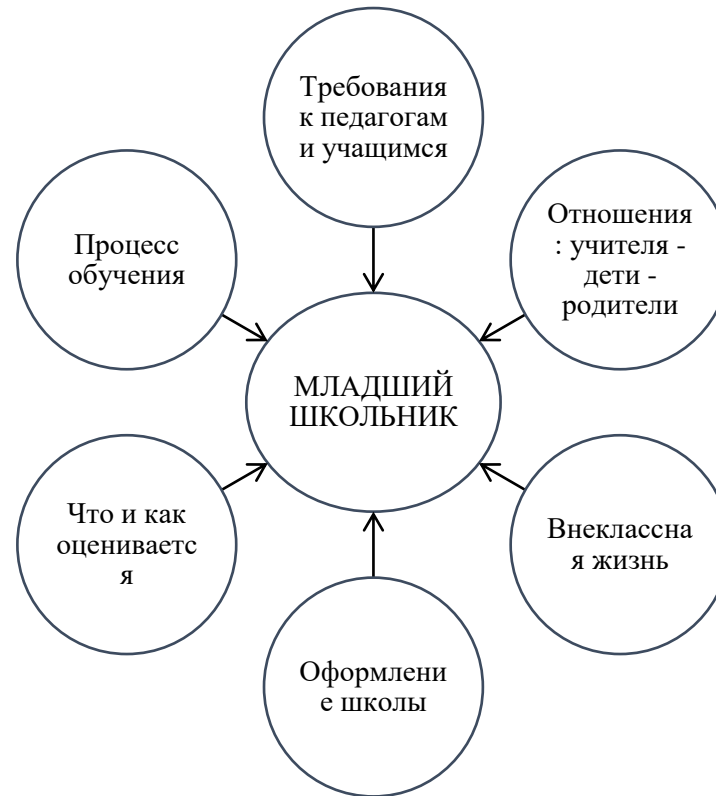 Требования
к педагогам
и учащимся
Процесс
обучения
Отношения
: учителя -
дети -
родители
МЛАДШИЙ
ШКОЛЬНИК
Что и как
оцениваетс
я
Внеклассна
я жизнь
Оформлени
е школы